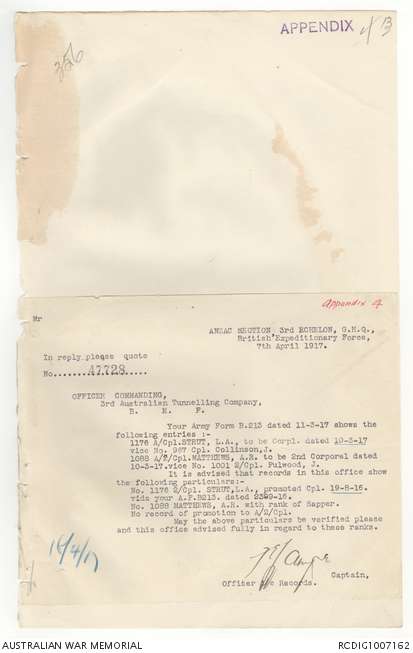 APPENDIX
356
Appendix 4
Mr
ANZAC SECTION 3rd ECHELON, G.H.Q.,
British Expeditionary Force,
7th April 1917.
In reply please quote
No.......47728......
OFFICER COMMANDING,
3rd Australian Tunnelling Company,
B. E. F.
Your Army Form B.213 dated 11-3-17 shows the
following entries :-
1176 A/Cpl.STRUT, L.A., to be Corpl. dated 10-3-17
vice No. 967 Cpl. Collinson,J.
1088 A/2/Cpl.MATTHEWS, A.R. to be 2nd Corporal dated
10-3-17.vice No. 1001 2/Cpl. Fulwood, J.
It is advised that records in this office show
the following particulars:-
No. 1176 2/Cpl. STRUT,L.A., promoted Cpl. 19-8-16.
vide your A.F.B213. dated
No. 1088 MATTHEWS, A.R. with rank of Sapper.
No record of promotion to A/2/Cpl.
May the above particulars be verified please
and this office advised fully in regard to these ranks.
14/4/17
Captain,
Officer i/c Records.
AUSTRALIAN WAR MEMORIAL
RCDIG1007162